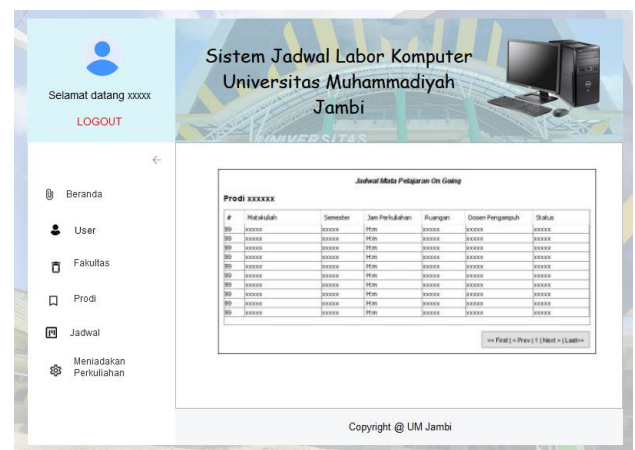 Selamat datang xxxxx
LOGOUT
Sistem Jadwal Labor Komputer
Universitas Muhammadiyah
Jambi
UNIVERSITAS
Beranda
User
Fakultas
Prodi
Jadwal
Meniadakan
Perkuliahan
Jadwal Mata Pelajaran On Going
Prodi xxxxxx
# Matakuliah Semester Jam Perkuliahan Ruangan Dosen Pengampuh Status
99 xxxxx xxxxx H:m xxxxx xxxxx xxxxx
99 xxxxx xxxxx H:m xxxxx xxxxx xxxxx
99 xxxxx xxxxx H:m xxxxx xxxxx xxxxx
99 xxxxx xxxxx H:m xxxxx xxxxx xxxxx
99 xxxxx xxxxx H:m xxxxx xxxxx xxxxx
99 xxxxx xxxxx H:m xxxxx xxxxx xxxxx
99 xxxxx xxxxx H:m xxxxx xxxxx xxxxx
99 xxxxx xxxxx H:m xxxxx xxxxx xxxxx
99 xxxxx xxxxx H:m xxxxx xxxxx xxxxx
99 xxxxx xxxxx H:m xxxxx xxxxx xxxxx
<< First | < Prev | 1 | Next > | Last>>
Copyright @ UM Jambi